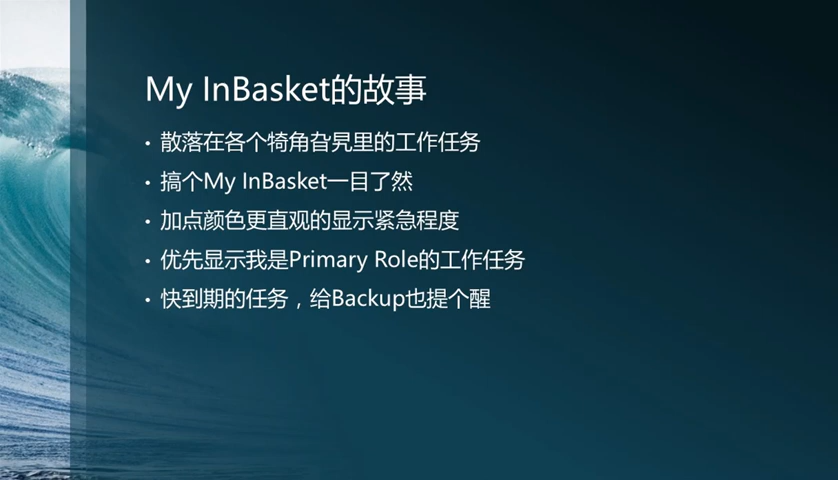 My InBasket的故事
• 散落在各个犄角旮旯里的工作任务
• 搞个My InBasket一目了然
• 加点颜色更直观的显示紧急程度
• 优先显示我是Primary Role的工作任务
• 快到期的任务，给Backup也提个醒